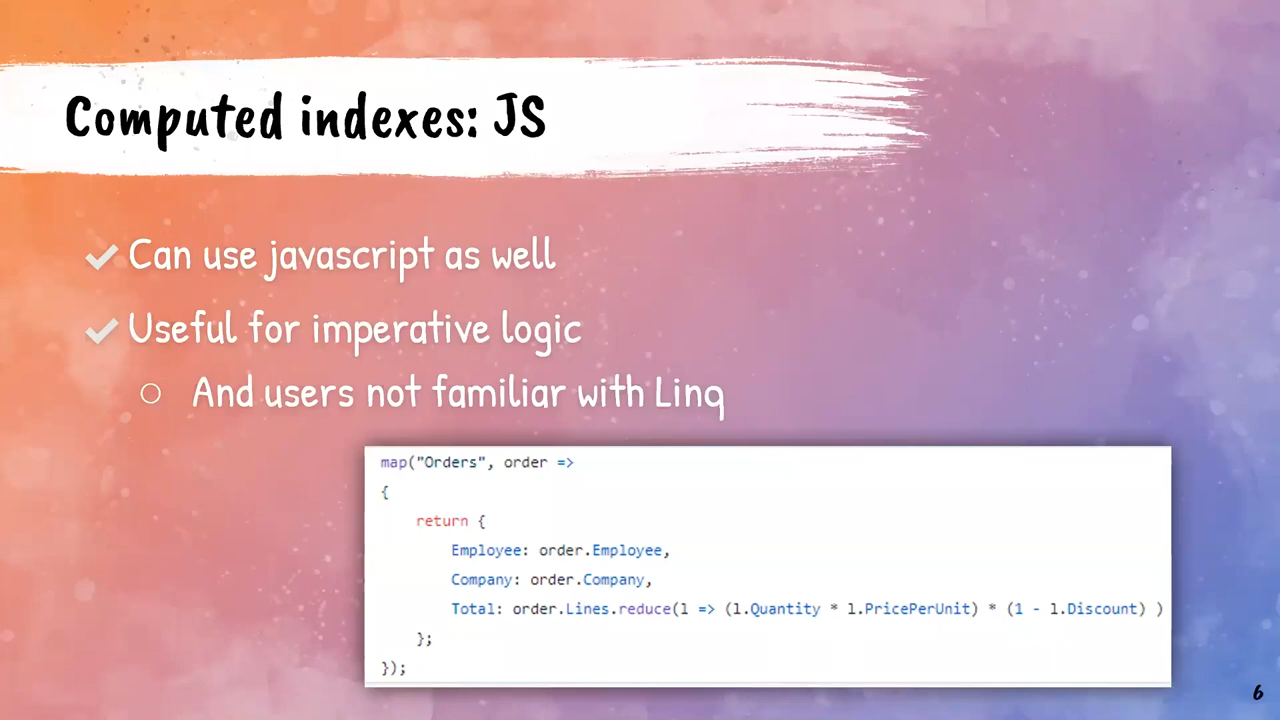 Computed indexes: JS
Can use javascript as well
Useful for imperative logic
And users not familiar with Linq
map("Orders", order =>
{
    return {
        Employee: order.Employee,
        Company: order.Company,
        Total: order.Lines.reduce(l => (l.Quantity * l.PricePerUnit) * (1 - l.Discount) )
    };
});
6